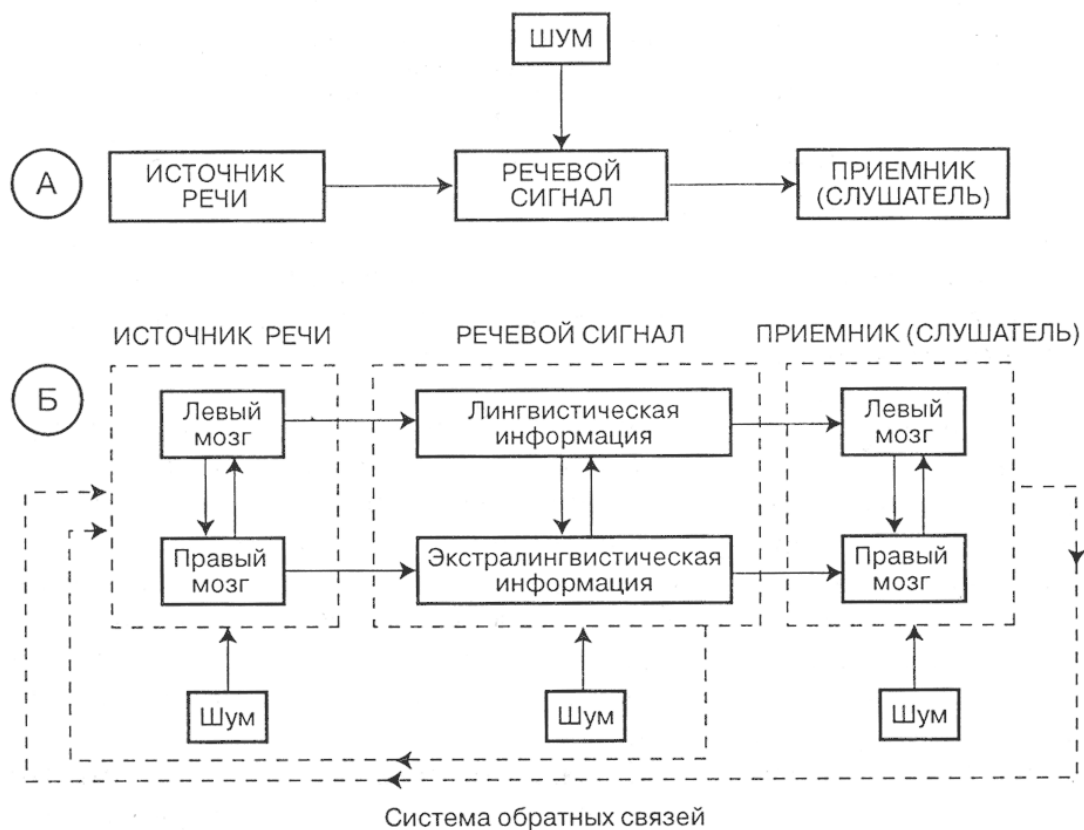 ШУМ
А
ИСТОЧНИК
РЕЧИ
РЕЧЕВОЙ
СИГНАЛ
ПРИЕМНИК
(СЛУШАТЕЛЬ)
ИСТОЧНИК РЕЧИ
РЕЧЕВОЙ СИГНАЛ
ПРИЕМНИК (СЛУШАТЕЛЬ)
Б
Левый
мозг
Лингвистическая
информация
Левый
мозг
Правый
мозг
Экстралингвистическая
информация
Правый
мозг
Шум
Шум
Шум
Система обратных связей